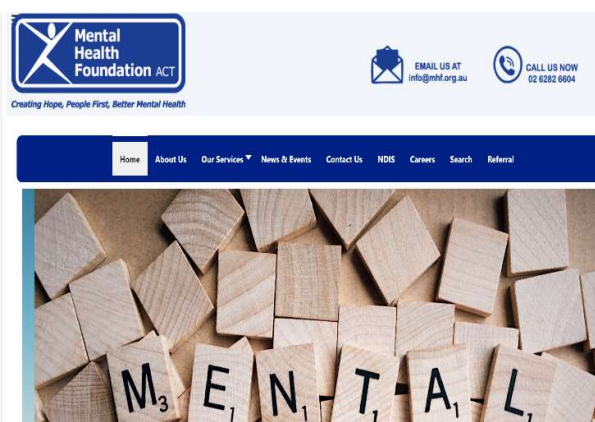 Mental
Health
Foundation ACT
Creating Hope, People First, Better Mental Health
EMAIL US AT
info@mhf.org.au
CALL US NOW
02 6282 6604
Home About Us Our Services News & Events Contact Us NDIS Careers Search Referral
M3 E1 N1 T1 A1 L1